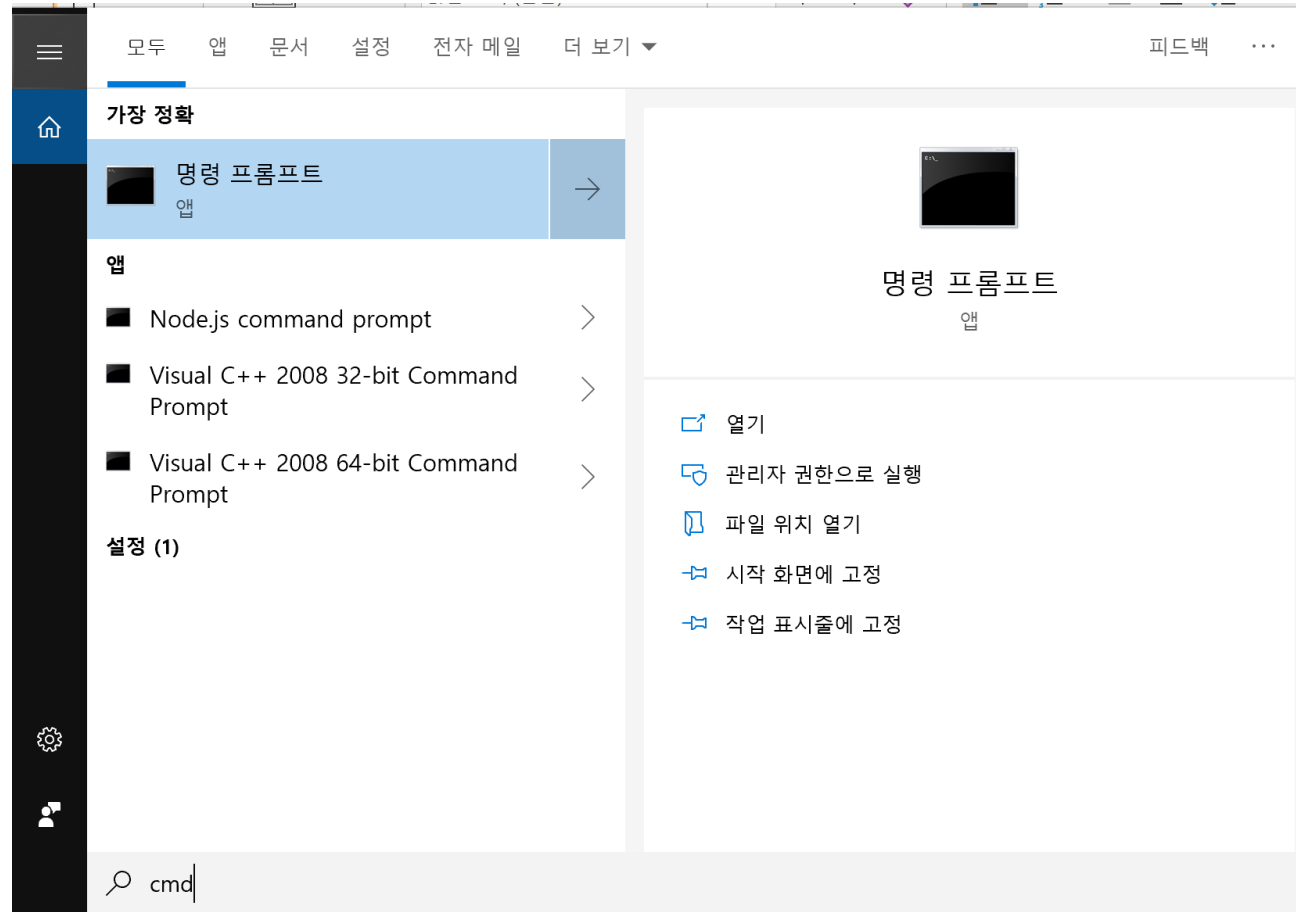 모두 앱 문서 설정 전자 메일 더 보기 피드백 ...
가장 정확
명령 프롬프트
앱
앱
Node.js command prompt
Visual C++ 2008 32-bit Command
Prompt
Visual C++ 2008 64-bit Command
Prompt
설정 (1)
명령 프롬프트
앱
열기
관리자 권한으로 실행
파일 위치 열기
시작 화면에 고정
작업 표시줄에 고정
cmd